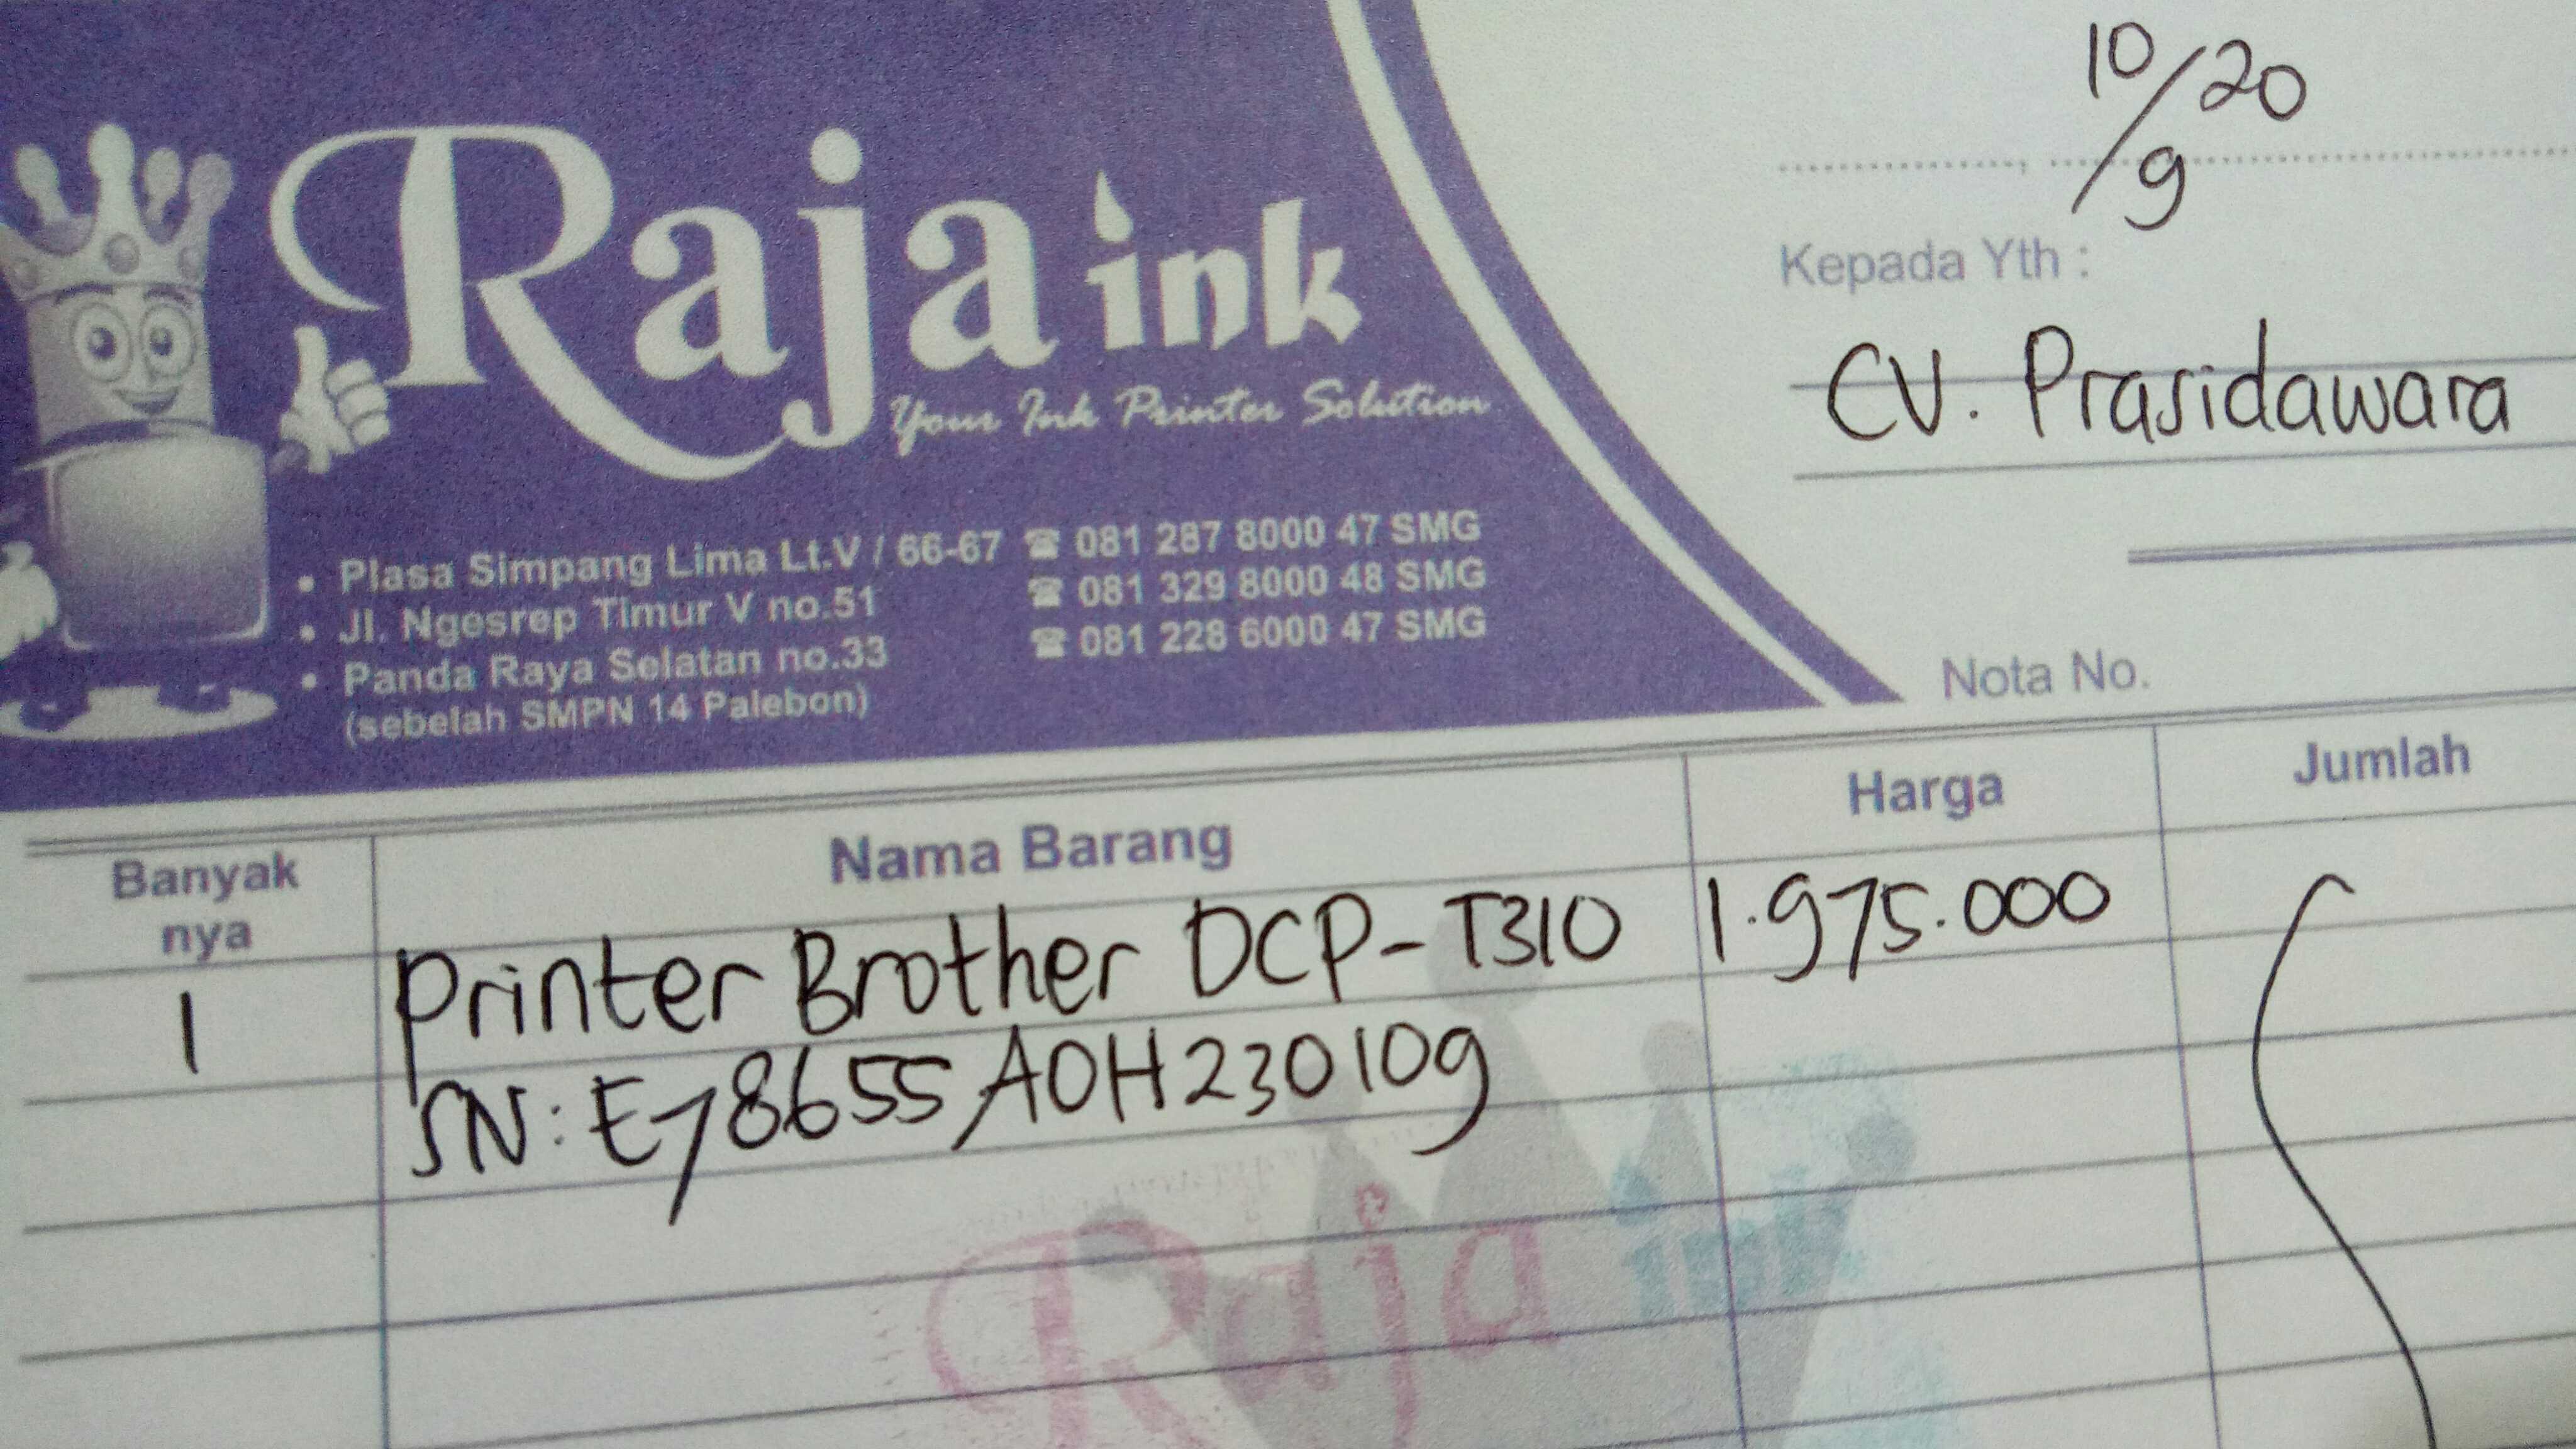 Raja ink
Your Ink Printer Solution
• Plasa Simpang Lima Lt.V / 66-67 ☎ 081 287 8000 47 SMG
• Jl. Ngesrep Timur V no.51 ☎ 081 329 8000 48 SMG
• Panda Raya Selatan no.33 ☎ 081 228 6000 47 SMG
(sebelah SMPN 14 Palebon)
10/9 20
Kepada Yth :
CV. Prasidawara
Nota No.
Banyak nya Nama Barang Harga Jumlah
1 Printer Brother DCP-T310 1.975.000
SN: E78655A0H230109
Raja ink